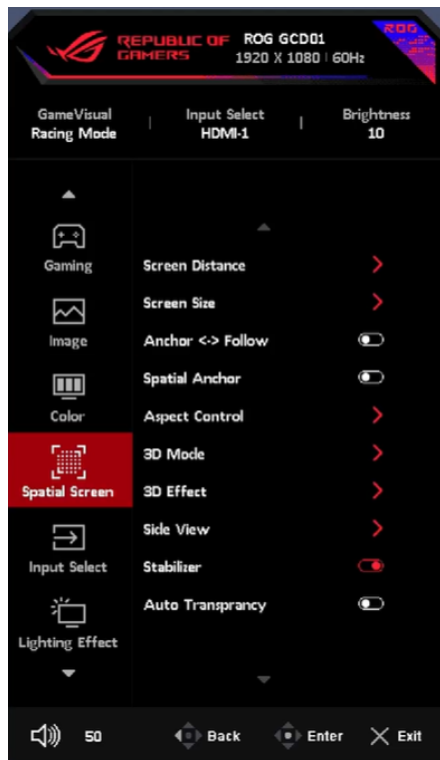 REPUBLIC OF
GAMERS
ROG GCD01
1920 X 1080 | 60Hz
ROG
GameVisual
Racing Mode
Input Select
HDMI-1
Brightness
10
Gaming
Image
Color
Spatial Screen
Input Select
Lighting Effect
Screen Distance
Screen Size
Anchor <-> Follow
Spatial Anchor
Aspect Control
3D Mode
3D Effect
Side View
Stabilizer
Auto Transprancy
50
Back
Enter
Exit